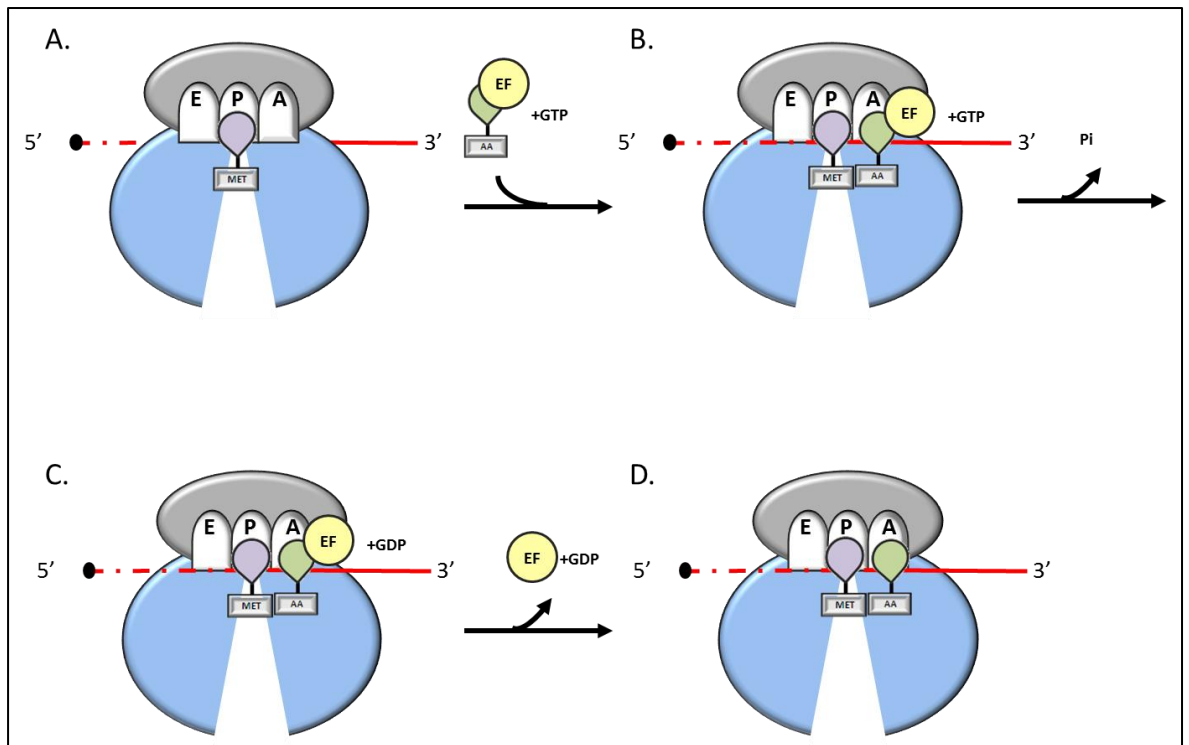 A.
E P A
5’
3’
MET
EF
+GTP
AA
B.
E P A
EF
+GTP
5’
3’
MET
AA
Pi
C.
E P A
EF
+GDP
5’
3’
MET
AA
EF +GDP
D.
E P A
5’
3’
MET
AA